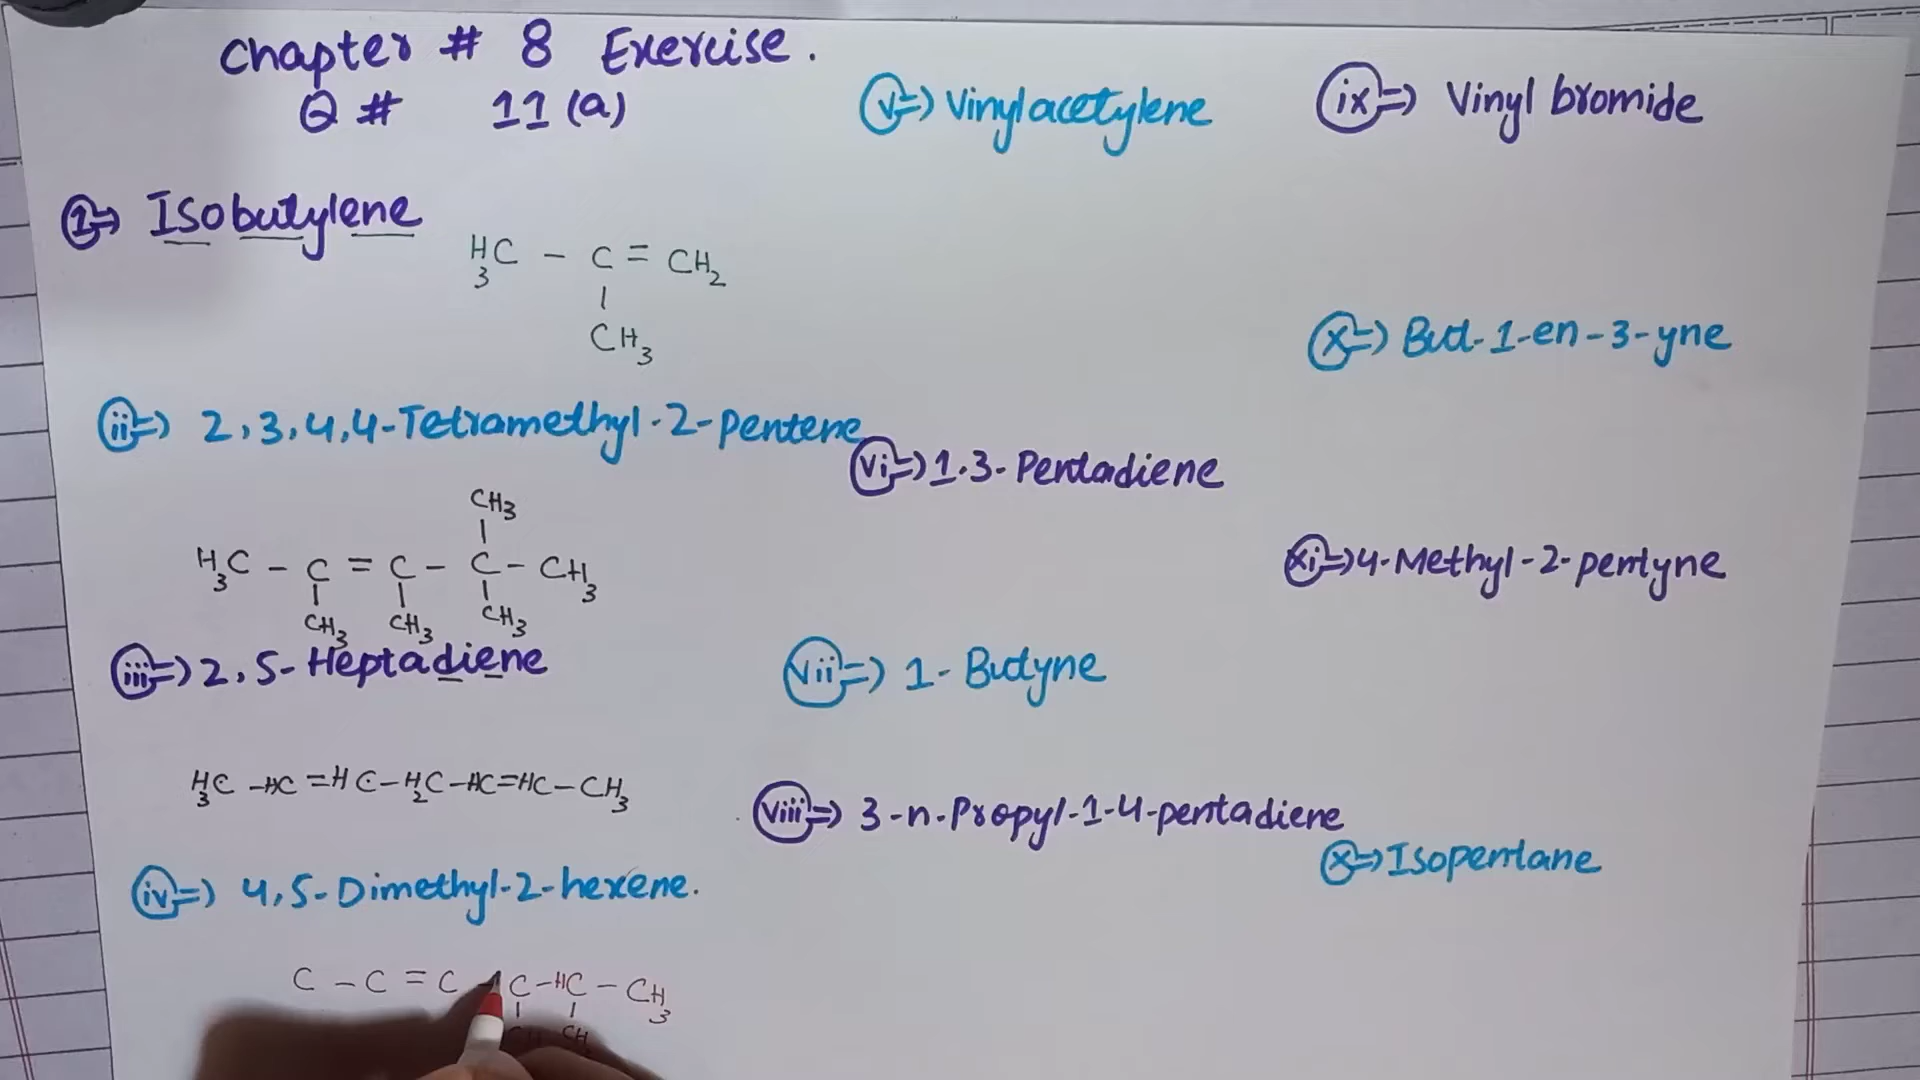 Chapter # 8 Exercise.
Q # 11 (a)
1 => Isobutylene
H3C - C = CH2
CH3
ii => 2,3,4,4-Tetramethyl-2-pentene
CH3
H3C - C = C - C - CH3
CH3 CH3 CH3
iii => 2,5-Heptadiene
H3C - HC = HC - H2C - HC = HC - CH3
iv => 4,5-Dimethyl-2-hexene.
C - C = C - C - HC - CH3
v => Vinylacetylene
vi => 1.3-Pentadiene
vii => 1-Butyne
viii => 3-n-Propyl-1-4-pentadiene
ix => Vinyl bromide
x => But-1-en-3-yne
xi => 4-Methyl-2-pentyne
x => Isopentane